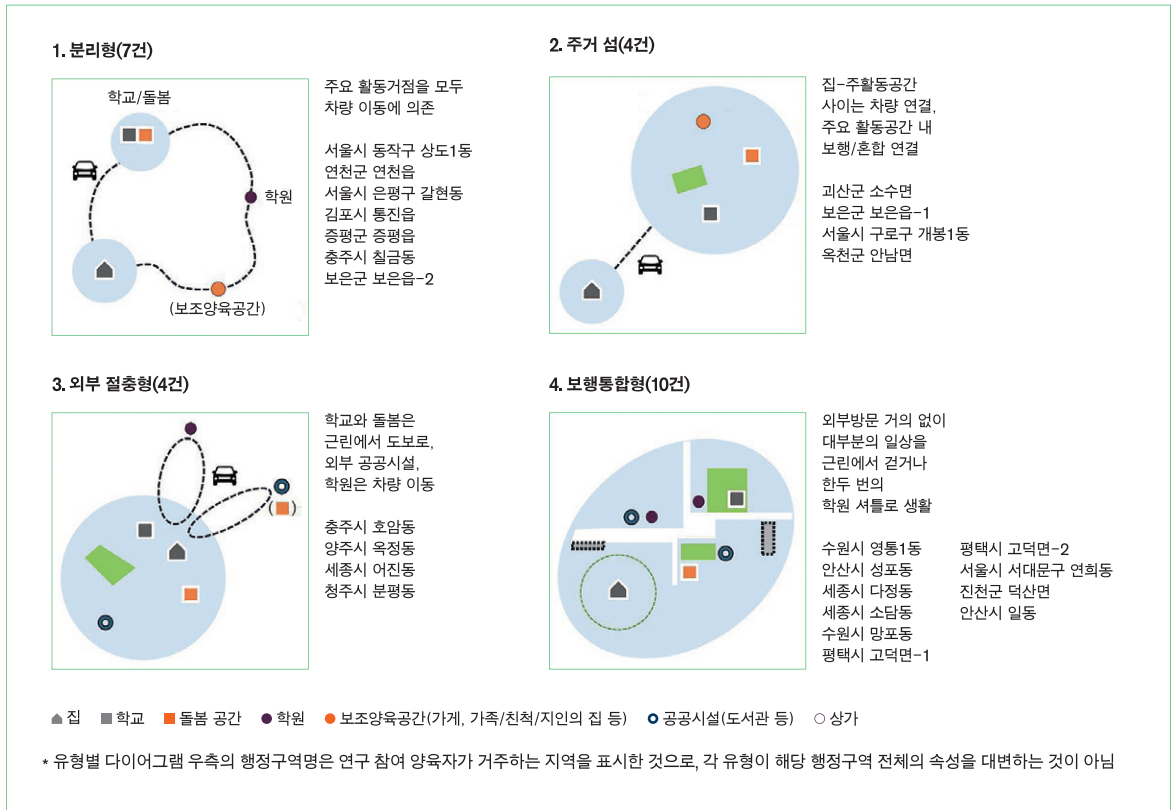 1. 분리형(7건)
학교/돌봄
학원
(보조양육공간)
주요 활동거점을 모두
차량 이동에 의존
서울시 동작구 상도1동
연천군 연천읍
서울시 은평구 갈현동
김포시 통진읍
증평군 증평읍
충주시 칠금동
보은군 보은읍-2
2. 주거 섬(4건)
집-주활동공간
사이는 차량 연결,
주요 활동공간 내
보행/혼합 연결
괴산군 소수면
보은군 보은읍-1
서울시 구로구 개봉1동
옥천군 안남면
3. 외부 절충형(4건)
( )
학교와 돌봄은
근린에서 도보로,
외부 공공시설,
학원은 차량 이동
충주시 호암동
양주시 옥정동
세종시 어진동
청주시 분평동
4. 보행통합형(10건)
외부방문 거의 없이
대부분의 일상을
근린에서 걷거나
한두 번의
학원 셔틀로 생활
수원시 영통1동
안산시 성포동
세종시 다정동
세종시 소담동
수원시 망포동
평택시 고덕면-1
평택시 고덕면-2
서울시 서대문구 연희동
진천군 덕산면
안산시 일동
집 학교 돌봄 공간 학원 보조양육공간(가게, 가족/친척/지인의 집 등) 공공시설(도서관 등) 상가
* 유형별 다이어그램 우측의 행정구역명은 연구 참여 양육자가 거주하는 지역을 표시한 것으로, 각 유형이 해당 행정구역 전체의 속성을 대변하는 것이 아님